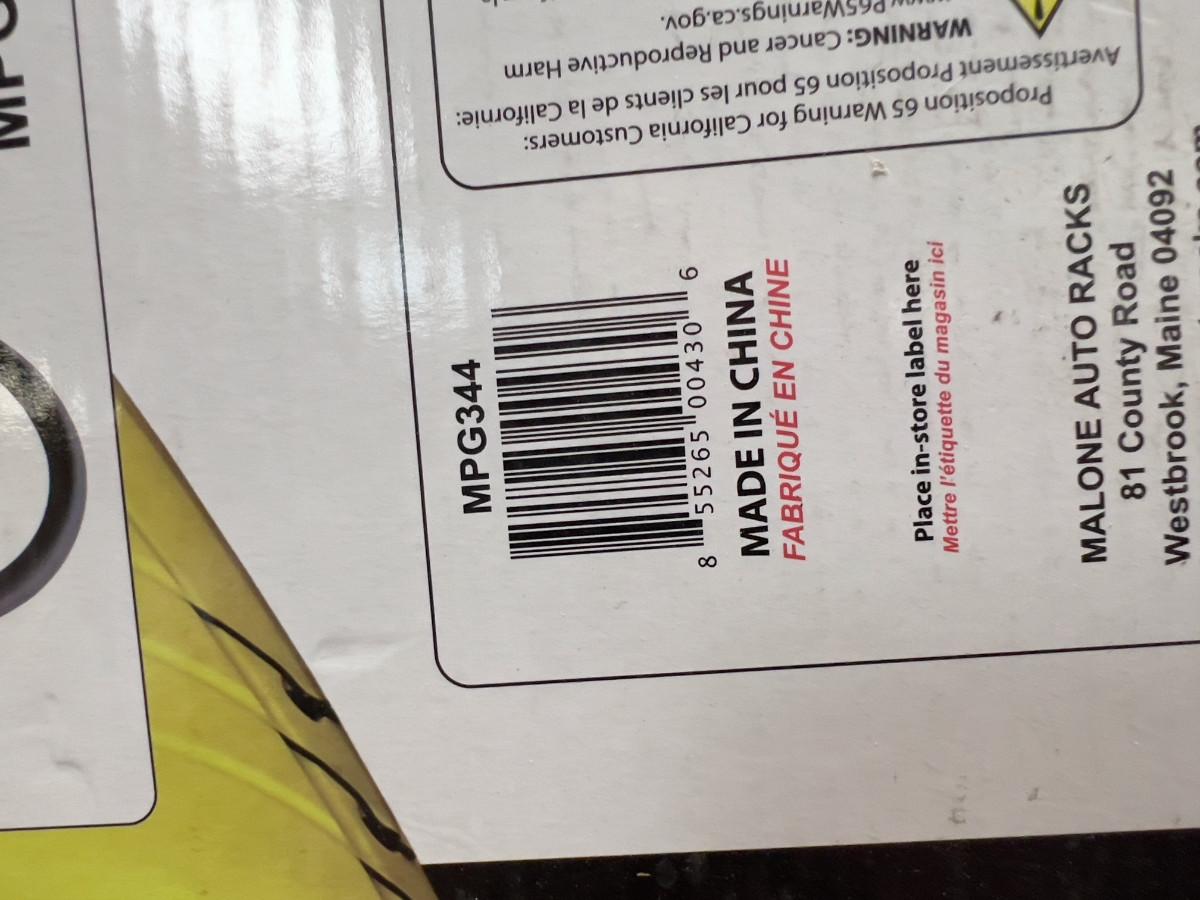 MPG344
8 55265 00430 6
MADE IN CHINA
FABRIQUÉ EN CHINE
Place in-store label here
Mettre l'étiquette du magasin ici
MALONE AUTO RACKS
81 County Road
Westbrook, Maine 04092
Proposition 65 Warning for California Customers:
Avertissement Proposition 65 pour les clients de la Californie:
WARNING: Cancer and Reproductive Harm
www.P65Warnings.ca.gov.